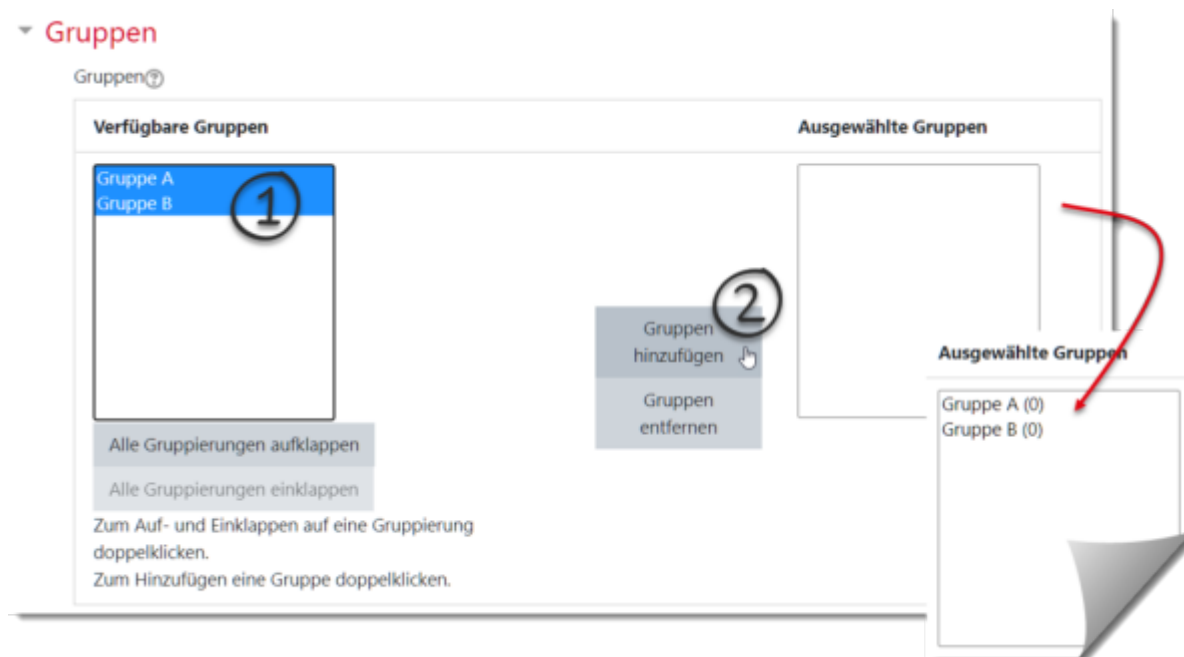 Gruppen
Gruppen?
Verfügbare Gruppen
Ausgewählte Gruppen
Gruppe A
Gruppe B
1
2
Gruppen
hinzufügen
Gruppen
entfernen
Alle Gruppierungen aufklappen
Alle Gruppierungen einklappen
Zum Auf- und Einklappen auf eine Gruppierung
doppelklicken.
Zum Hinzufügen eine Gruppe doppelklicken.
Ausgewählte Gruppen
Gruppe A (0)
Gruppe B (0)